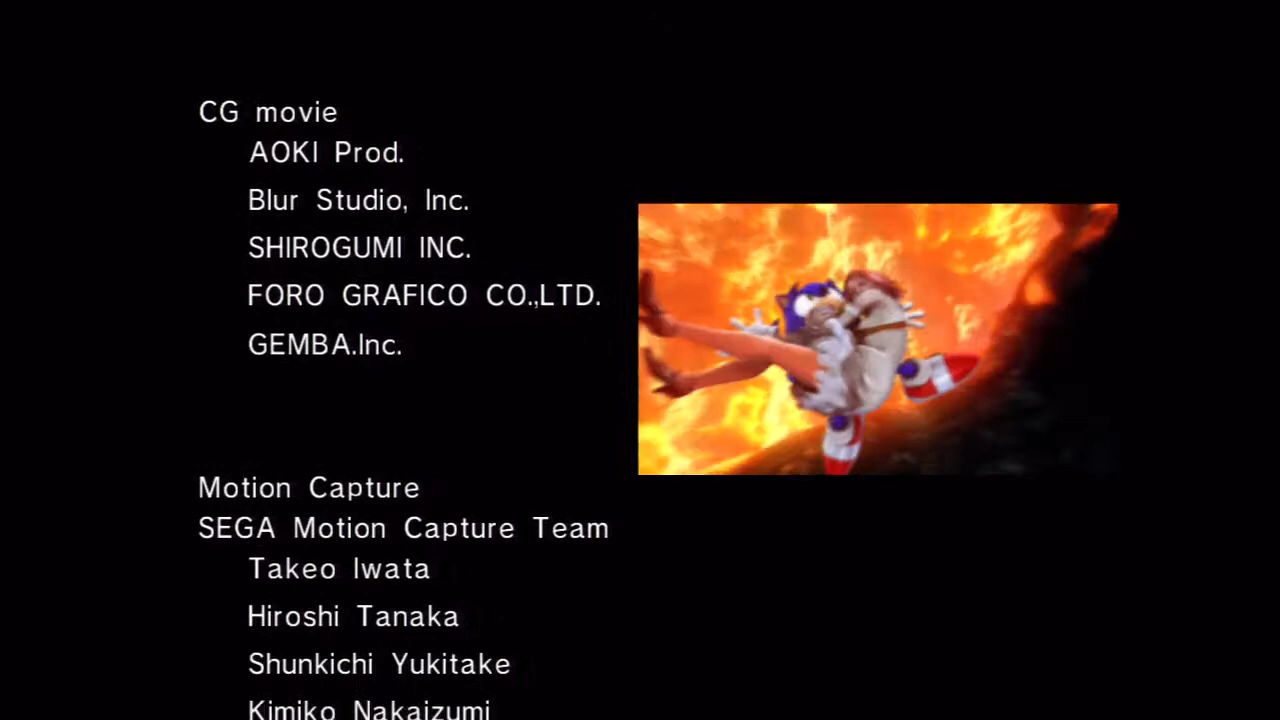 CG movie
AOKI Prod.
Blur Studio, Inc.
SHIROGUMI INC.
FORO GRAFICO CO.,LTD.
GEMBA.Inc.
Motion Capture
SEGA Motion Capture Team
Takeo Iwata
Hiroshi Tanaka
Shunkichi Yukitake
Kimiko Nakaizumi